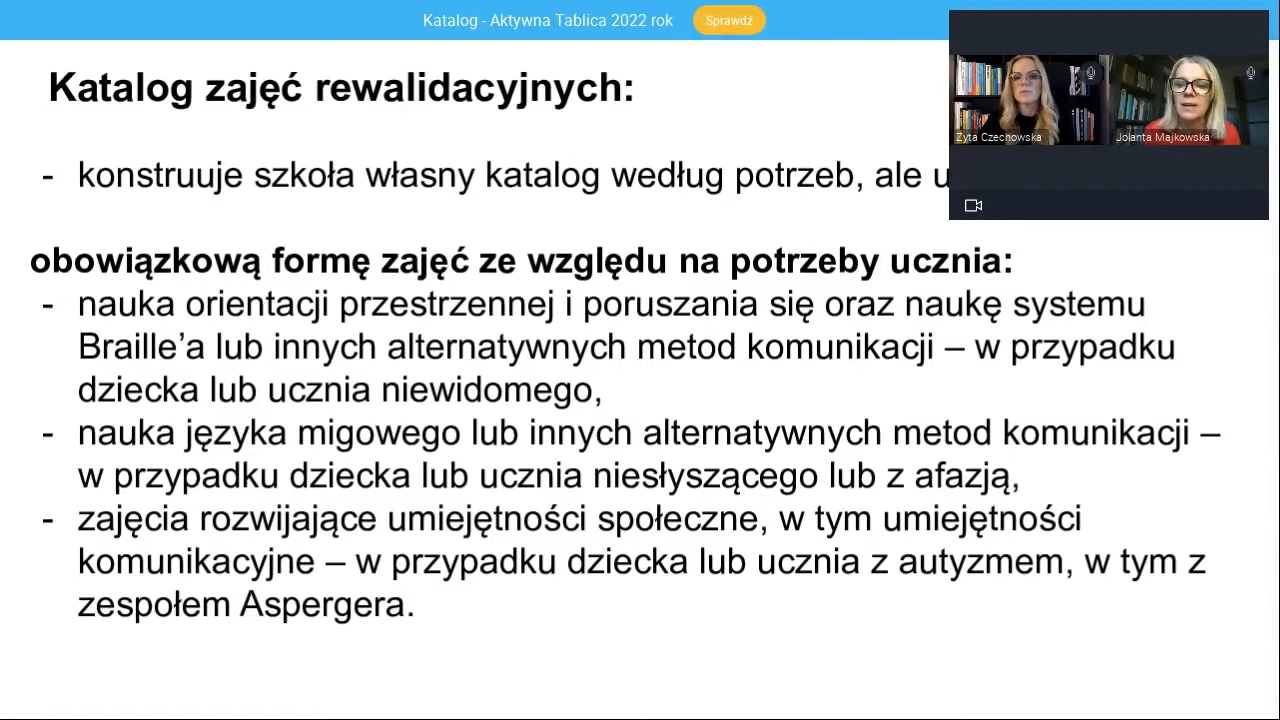 Katalog - Aktywna Tablica 2022 rok
Sprawdź
Katalog zajęć rewalidacyjnych:
Zyta Czechowska
Jolanta Majkowska
- konstruuje szkoła własny katalog według potrzeb, ale
obowiązkową formę zajęć ze względu na potrzeby ucznia:
- nauka orientacji przestrzennej i poruszania się oraz naukę systemu
Braille’a lub innych alternatywnych metod komunikacji – w przypadku
dziecka lub ucznia niewidomego,
- nauka języka migowego lub innych alternatywnych metod komunikacji –
w przypadku dziecka lub ucznia niesłyszącego lub z afazją,
- zajęcia rozwijające umiejętności społeczne, w tym umiejętności
komunikacyjne – w przypadku dziecka lub ucznia z autyzmem, w tym z
zespołem Aspergera.